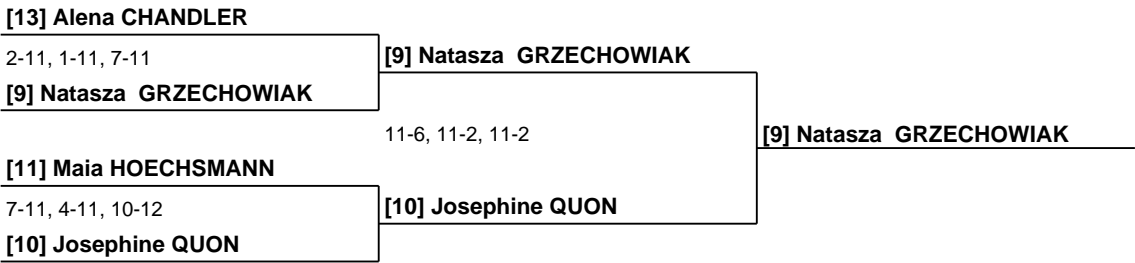 [13] Alena CHANDLER
2-11, 1-11, 7-11
[9] Natasza  GRZECHOWIAK
[9] Natasza  GRZECHOWIAK
11-6, 11-2, 11-2
[9] Natasza  GRZECHOWIAK
[11] Maia HOECHSMANN
7-11, 4-11, 10-12
[10] Josephine QUON
[10] Josephine QUON